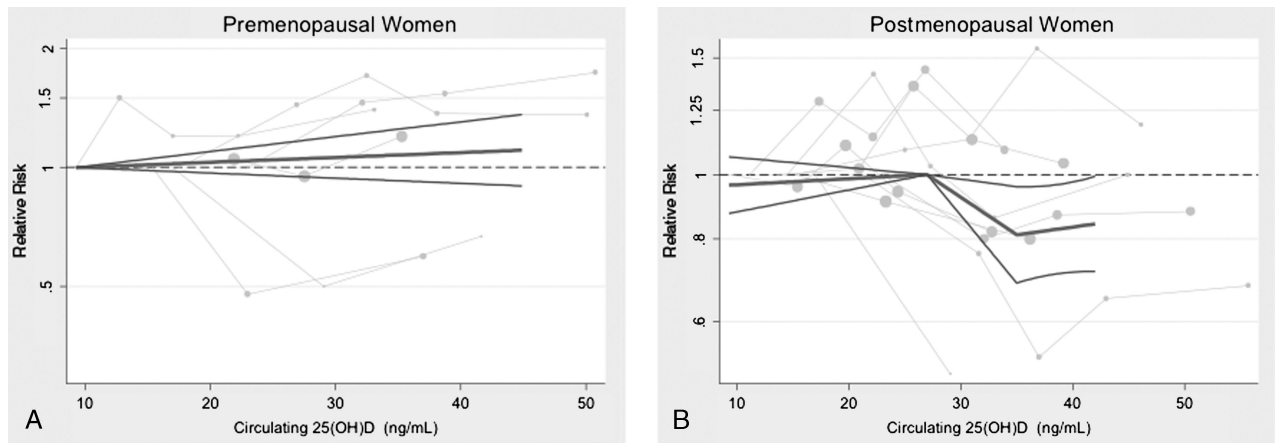 Premenopausal Women
2
1.5
1
.5
Relative Risk
10 20 30 40 50
Circulating 25(OH)D (ng/mL)
A
Postmenopausal Women
1.5
1.25
1
.8
.6
Relative Risk
10 20 30 40 50
Circulating 25(OH)D (ng/mL)
B